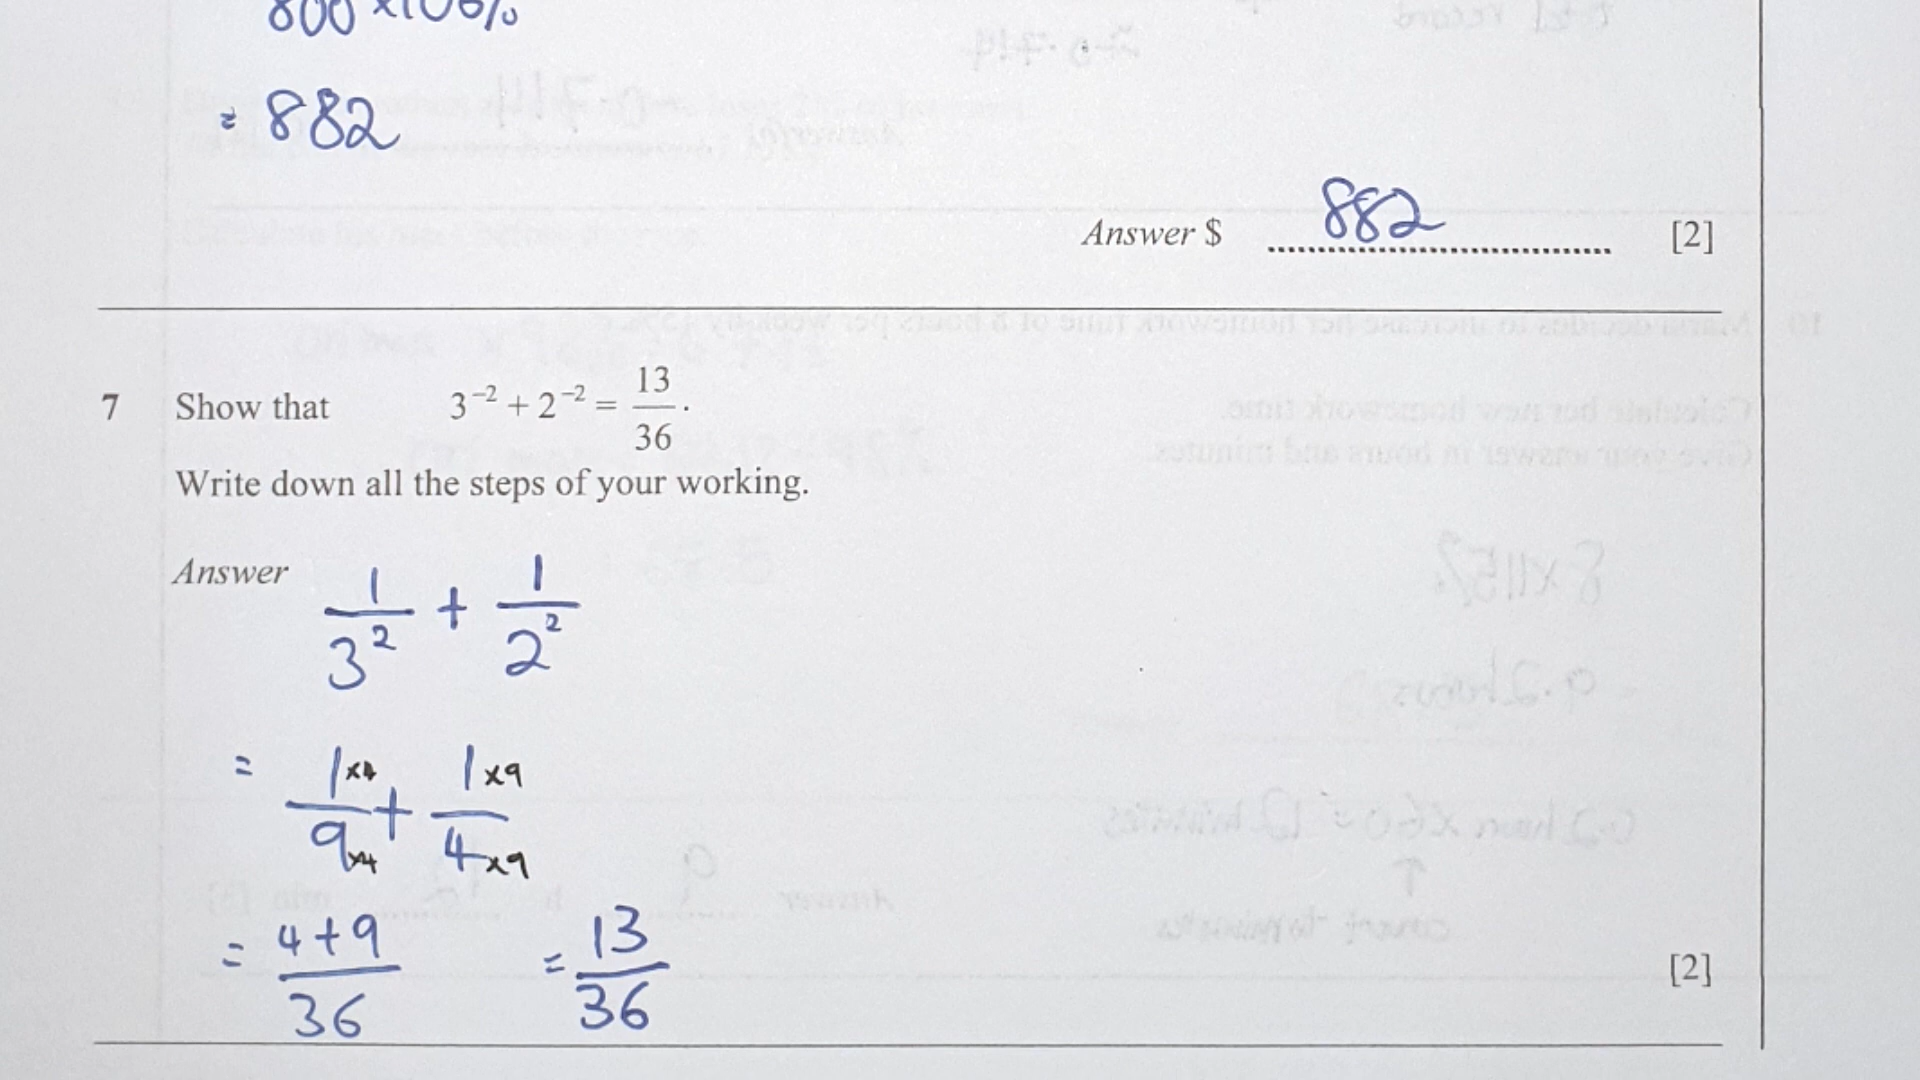 800 ×106%
= 882
Answer $ 882 [2]
7 Show that 3⁻² + 2⁻² = 13/36.
Write down all the steps of your working.
Answer 1/3² + 1/2²
= 1×4/9×4 + 1×9/4×9
= 4+9/36 = 13/36
[2]